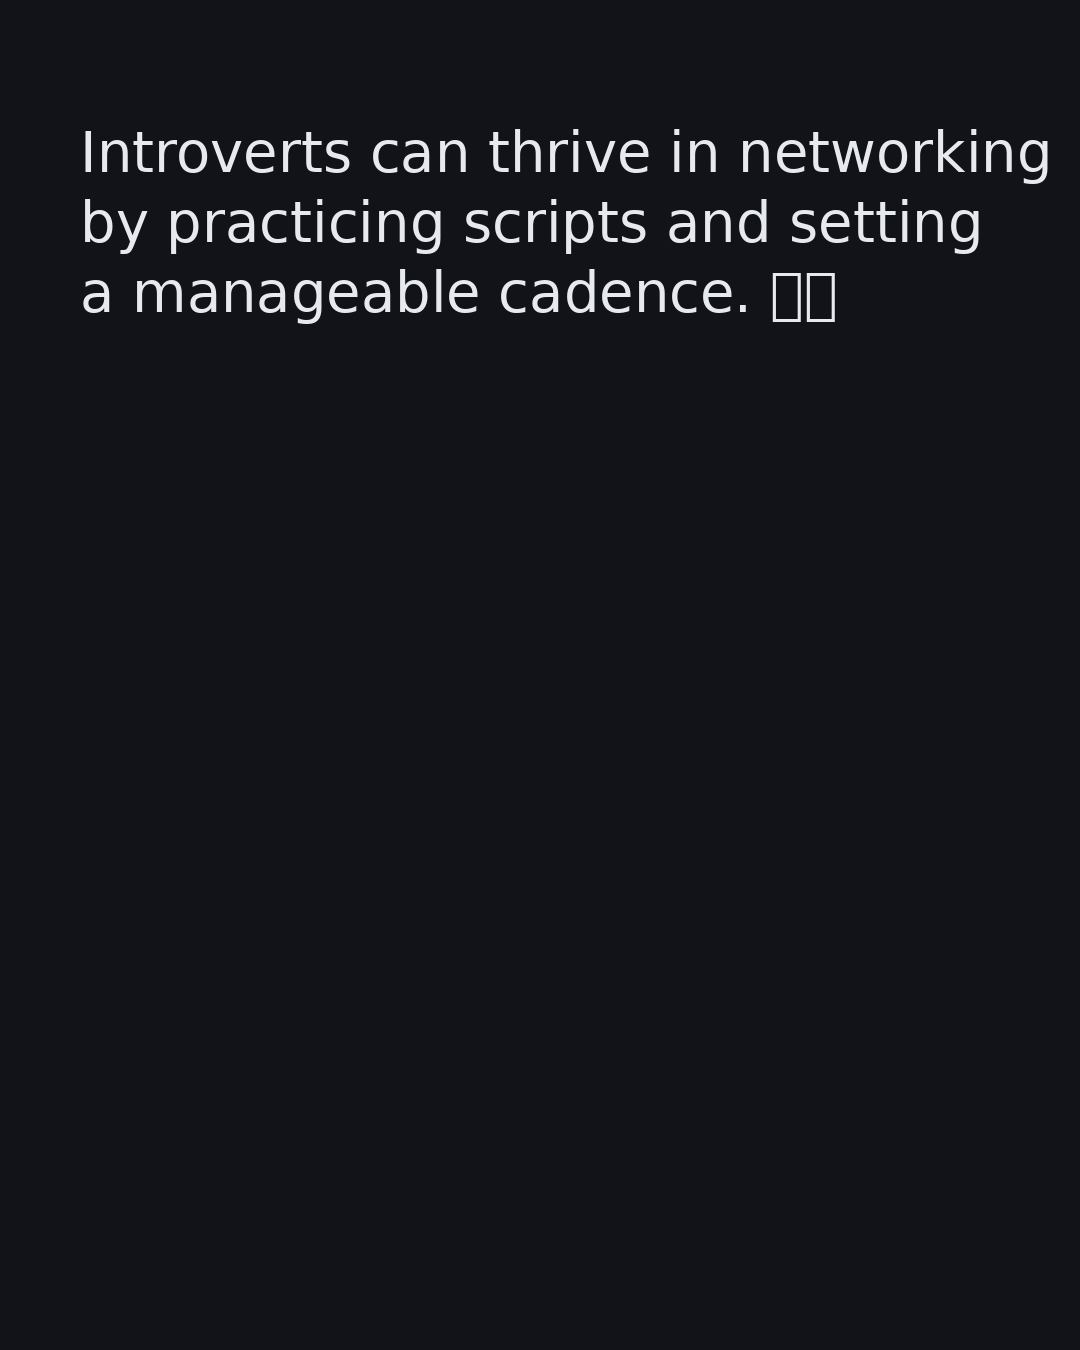 Introverts can thrive in networking
by practicing scripts and setting
a manageable cadence.